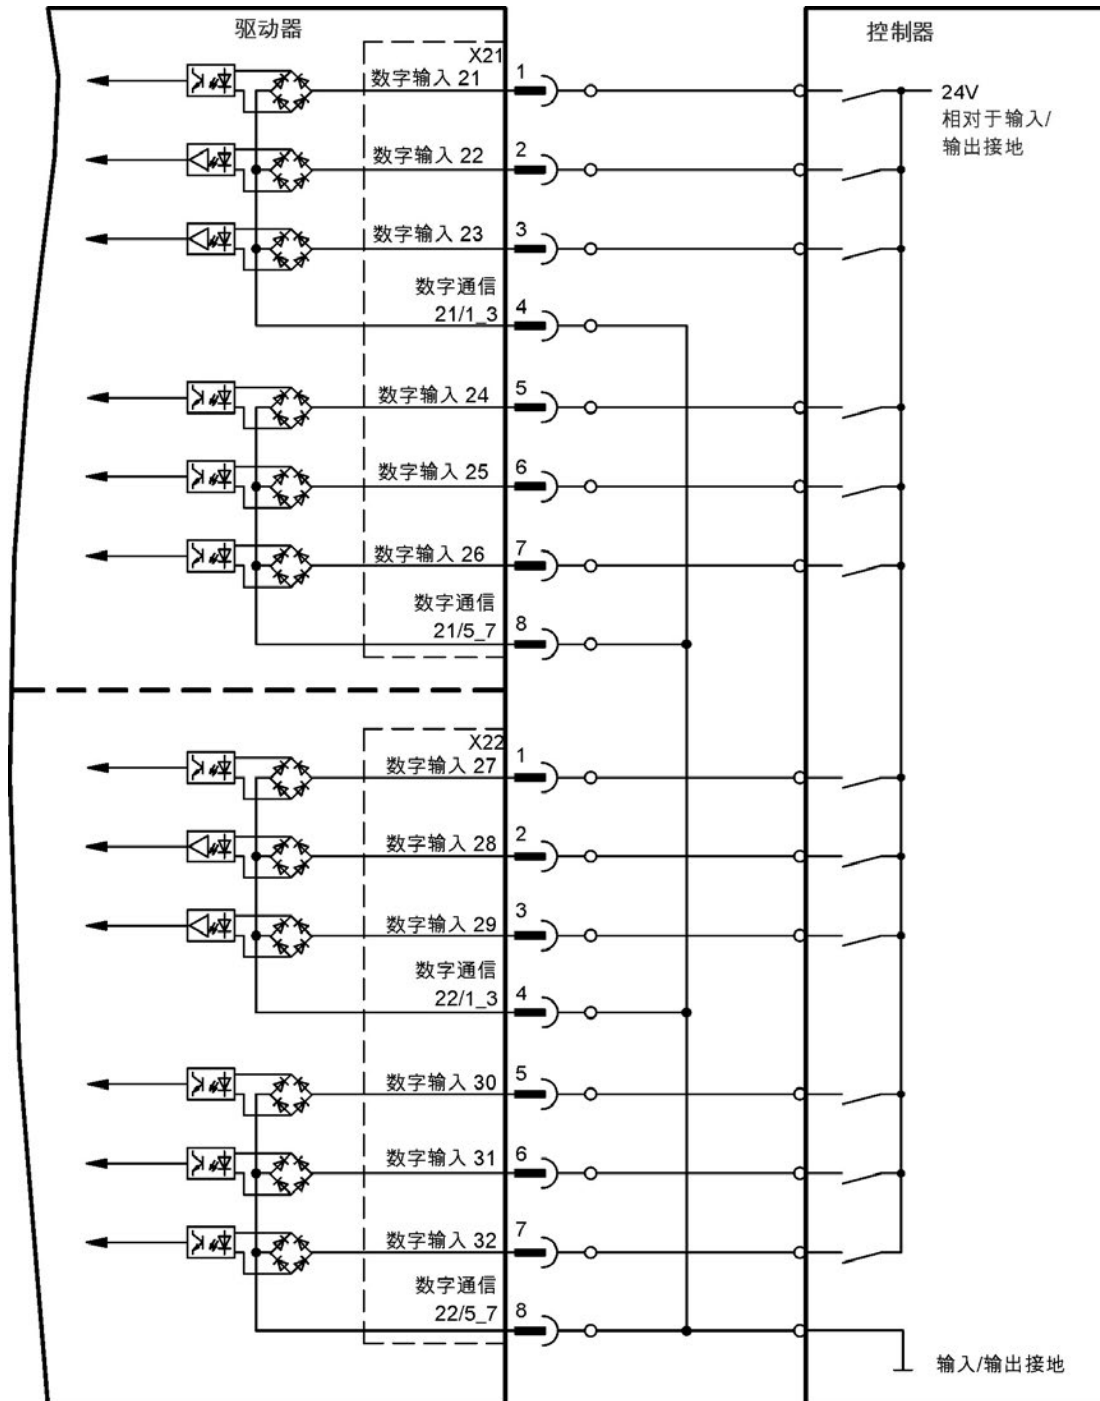 驱动器
控制器
X21
数字输入 21
1
24V
相对于输入/
输出接地
数字输入 22
2
数字输入 23
3
数字通信
21/1_3
4
数字输入 24
5
数字输入 25
6
数字输入 26
7
数字通信
21/5_7
8
X22
数字输入 27
1
数字输入 28
2
数字输入 29
3
数字通信
22/1_3
4
数字输入 30
5
数字输入 31
6
数字输入 32
7
数字通信
22/5_7
8
输入/输出接地